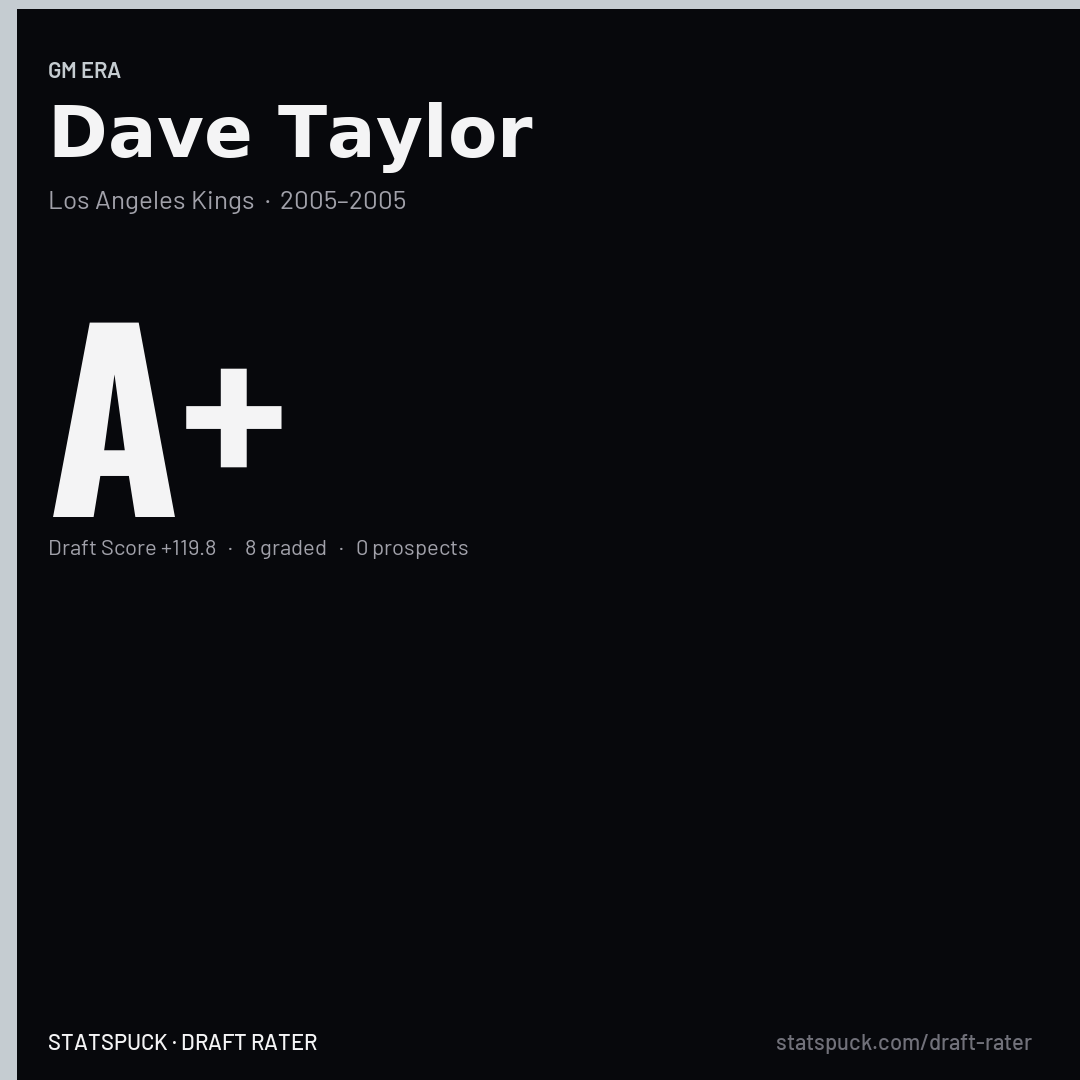 GM ERA
Dave Taylor
Los Angeles Kings · 2005–2005
A+
Draft Score +119.8 · 8 graded · 0 prospects
STATSPUCK · DRAFT RATER
statspuck.com/draft-rater